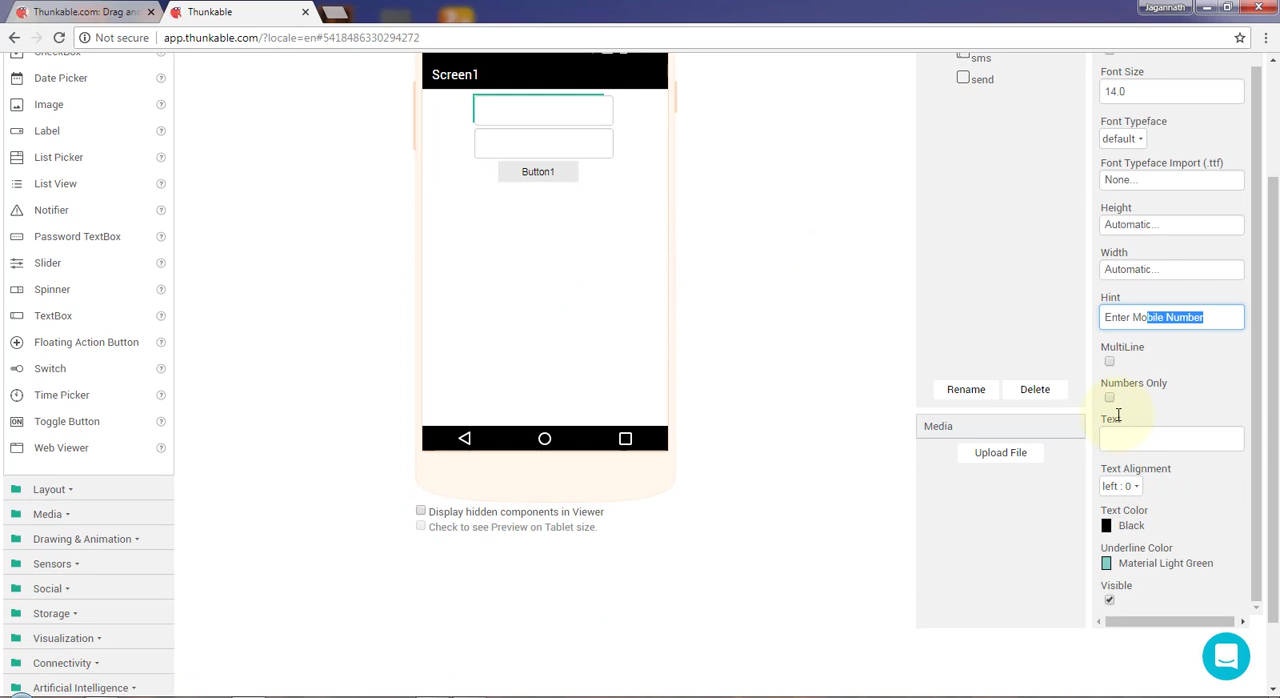 Thunkable.com: Drag an
Thunkable
Jagannath
Not secure
app.thunkable.com/?locale=en#5418486330294272
CheckBox
Date Picker
Image
Label
List Picker
List View
Notifier
Password TextBox
Slider
Spinner
TextBox
Floating Action Button
Switch
Time Picker
Toggle Button
Web Viewer
Layout
Media
Drawing & Animation
Sensors
Social
Storage
Visualization
Connectivity
Artificial Intelligence
Screen1
Button1
Display hidden components in Viewer
Check to see Preview on Tablet size.
sms
send
Rename
Delete
Media
Upload File
Font Size
14.0
Font Typeface
default
Font Typeface Import (.ttf)
None...
Height
Automatic...
Width
Automatic...
Hint
Enter Mobile Number
MultiLine
Numbers Only
Text
Text Alignment
left : 0
Text Color
Black
Underline Color
Material Light Green
Visible